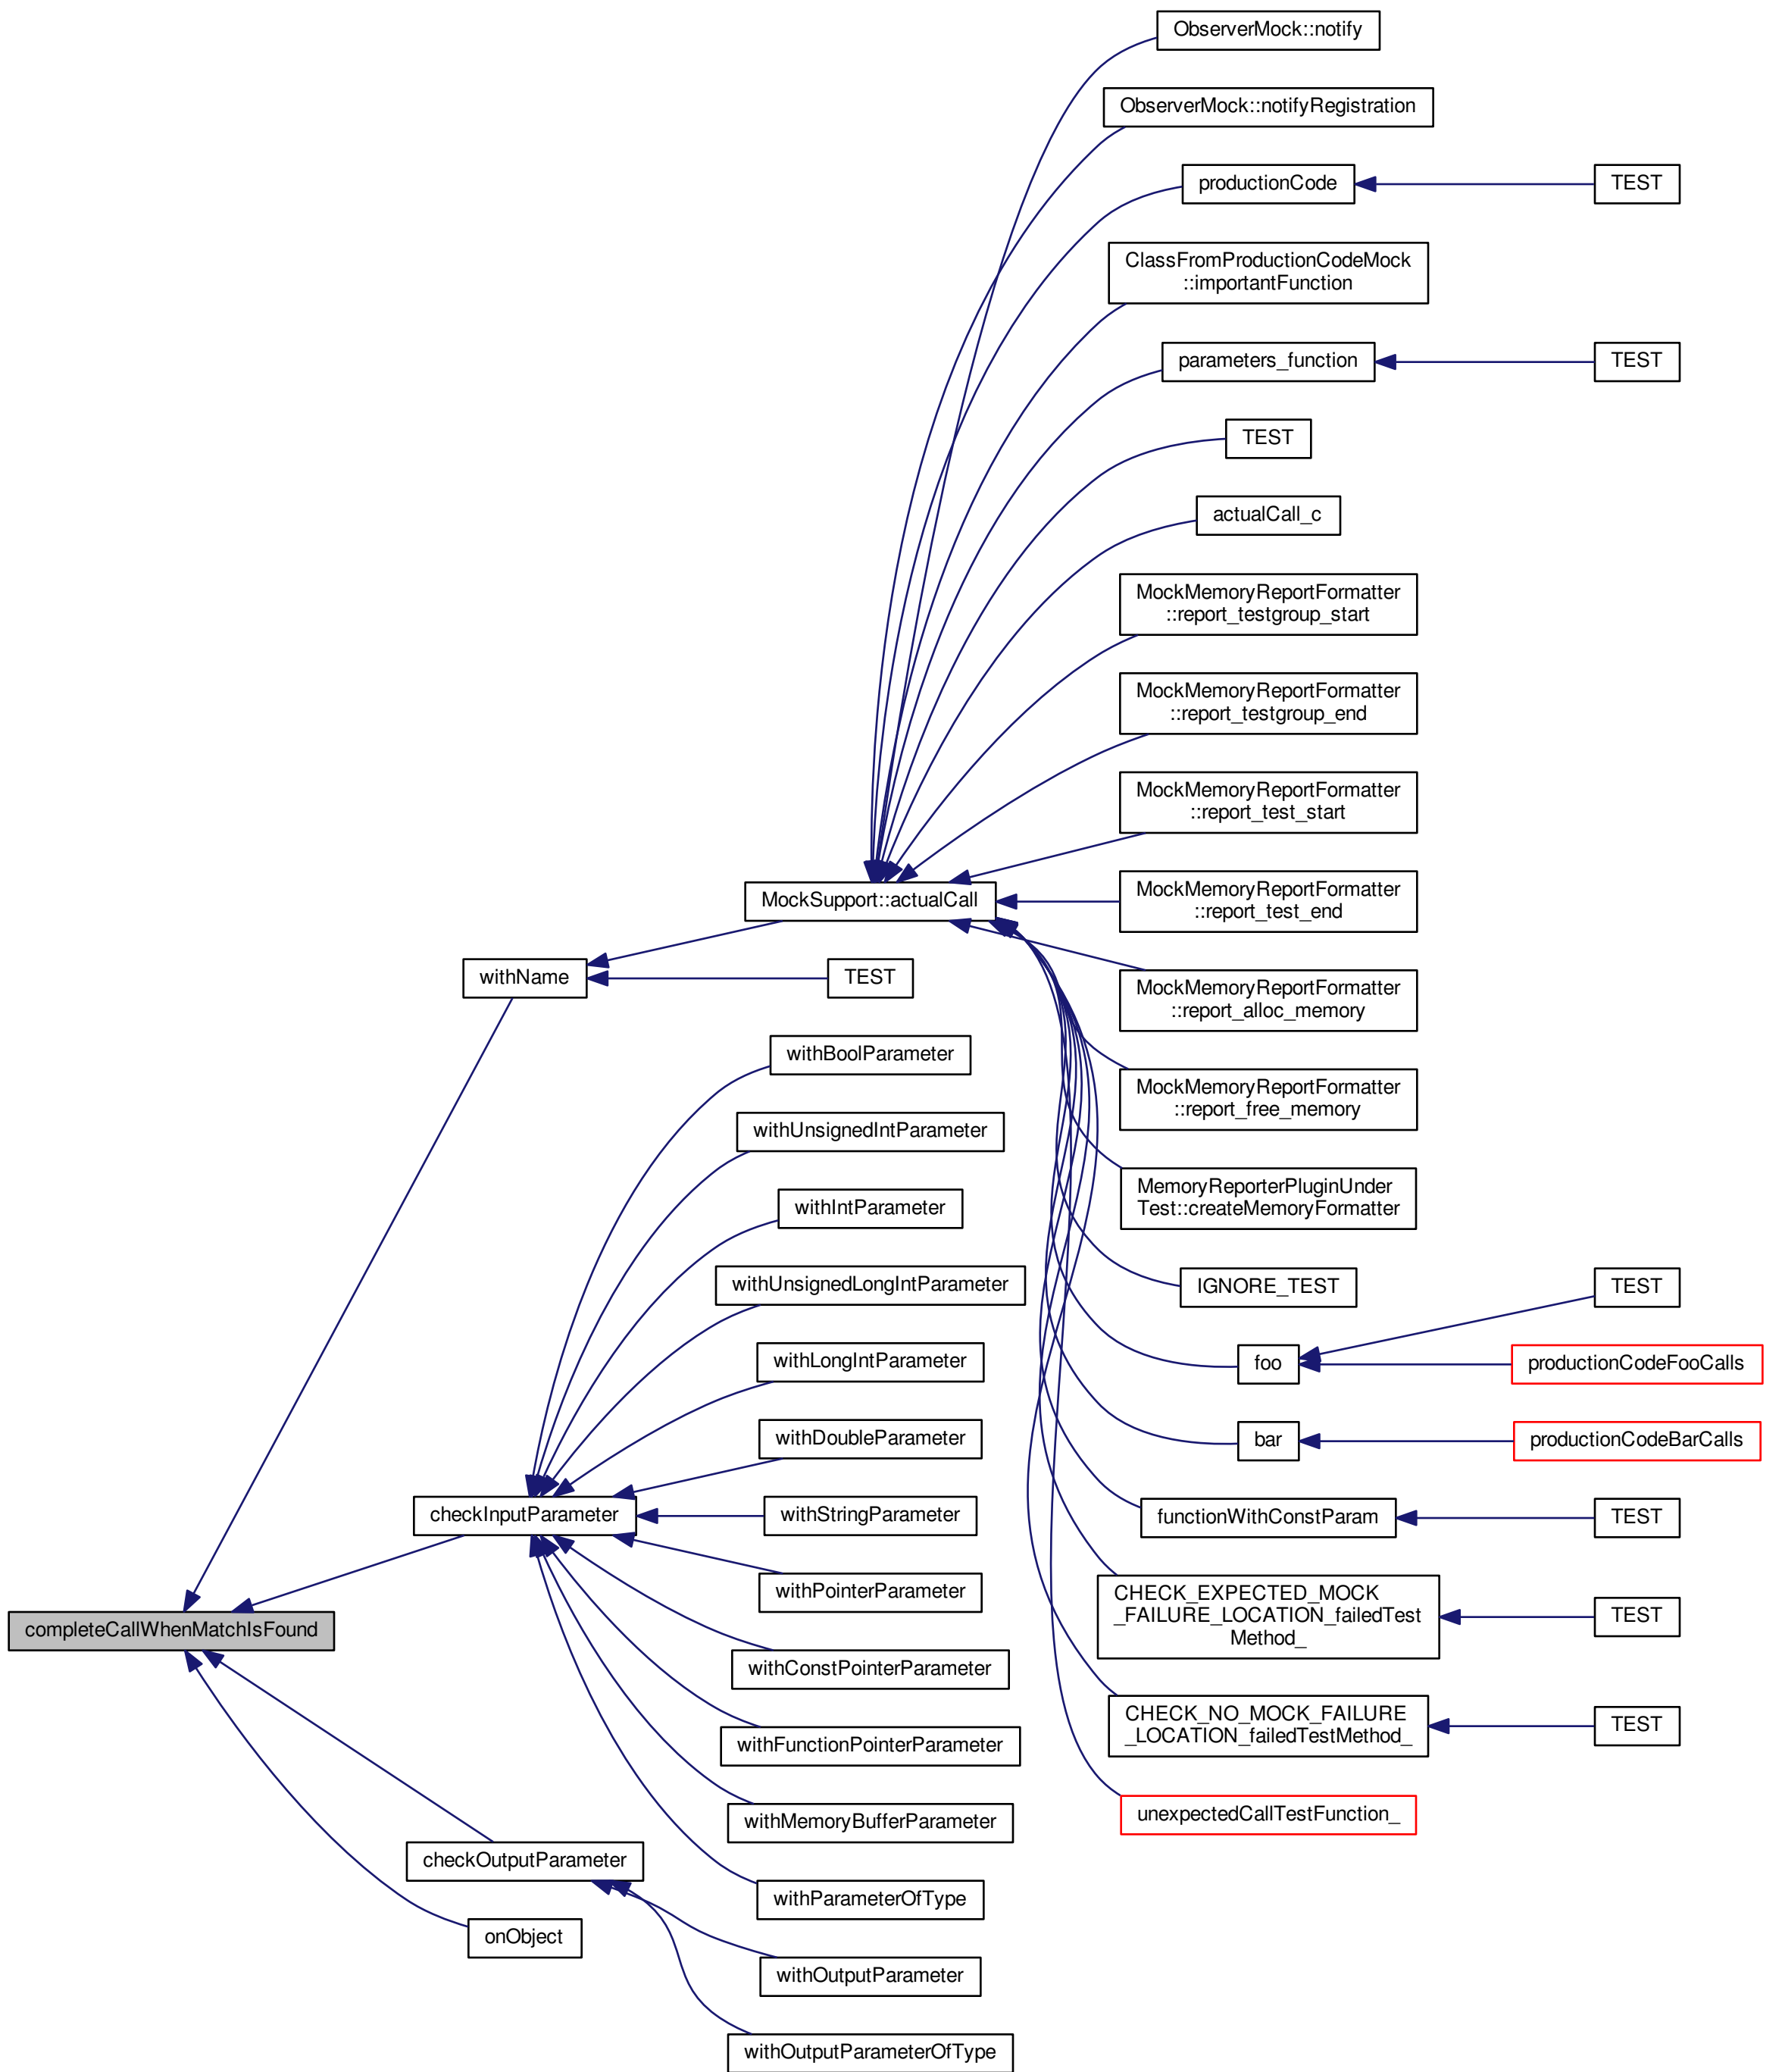 ObserverMock::notify
ObserverMock::notifyRegistration
productionCode
TEST
ClassFromProductionCodeMock
::importantFunction
parameters_function
TEST
TEST
actualCall_c
MockMemoryReportFormatter
::report_testgroup_start
MockMemoryReportFormatter
::report_testgroup_end
MockMemoryReportFormatter
::report_test_start
MockSupport::actualCall
MockMemoryReportFormatter
::report_test_end
withName
TEST
MockMemoryReportFormatter
::report_alloc_memory
withBoolParameter
MockMemoryReportFormatter
::report_free_memory
withUnsignedIntParameter
MemoryReporterPluginUnder
Test::createMemoryFormatter
withIntParameter
withUnsignedLongIntParameter
IGNORE_TEST
TEST
withLongIntParameter
foo
productionCodeFooCalls
withDoubleParameter
bar
productionCodeBarCalls
checkInputParameter
withStringParameter
functionWithConstParam
TEST
withPointerParameter
CHECK_EXPECTED_MOCK
_FAILURE_LOCATION_failedTest
Method_
TEST
completeCallWhenMatchIsFound
withConstPointerParameter
CHECK_NO_MOCK_FAILURE
_LOCATION_failedTestMethod_
TEST
withFunctionPointerParameter
withMemoryBufferParameter
unexpectedCallTestFunction_
checkOutputParameter
withParameterOfType
onObject
withOutputParameter
withOutputParameterOfType